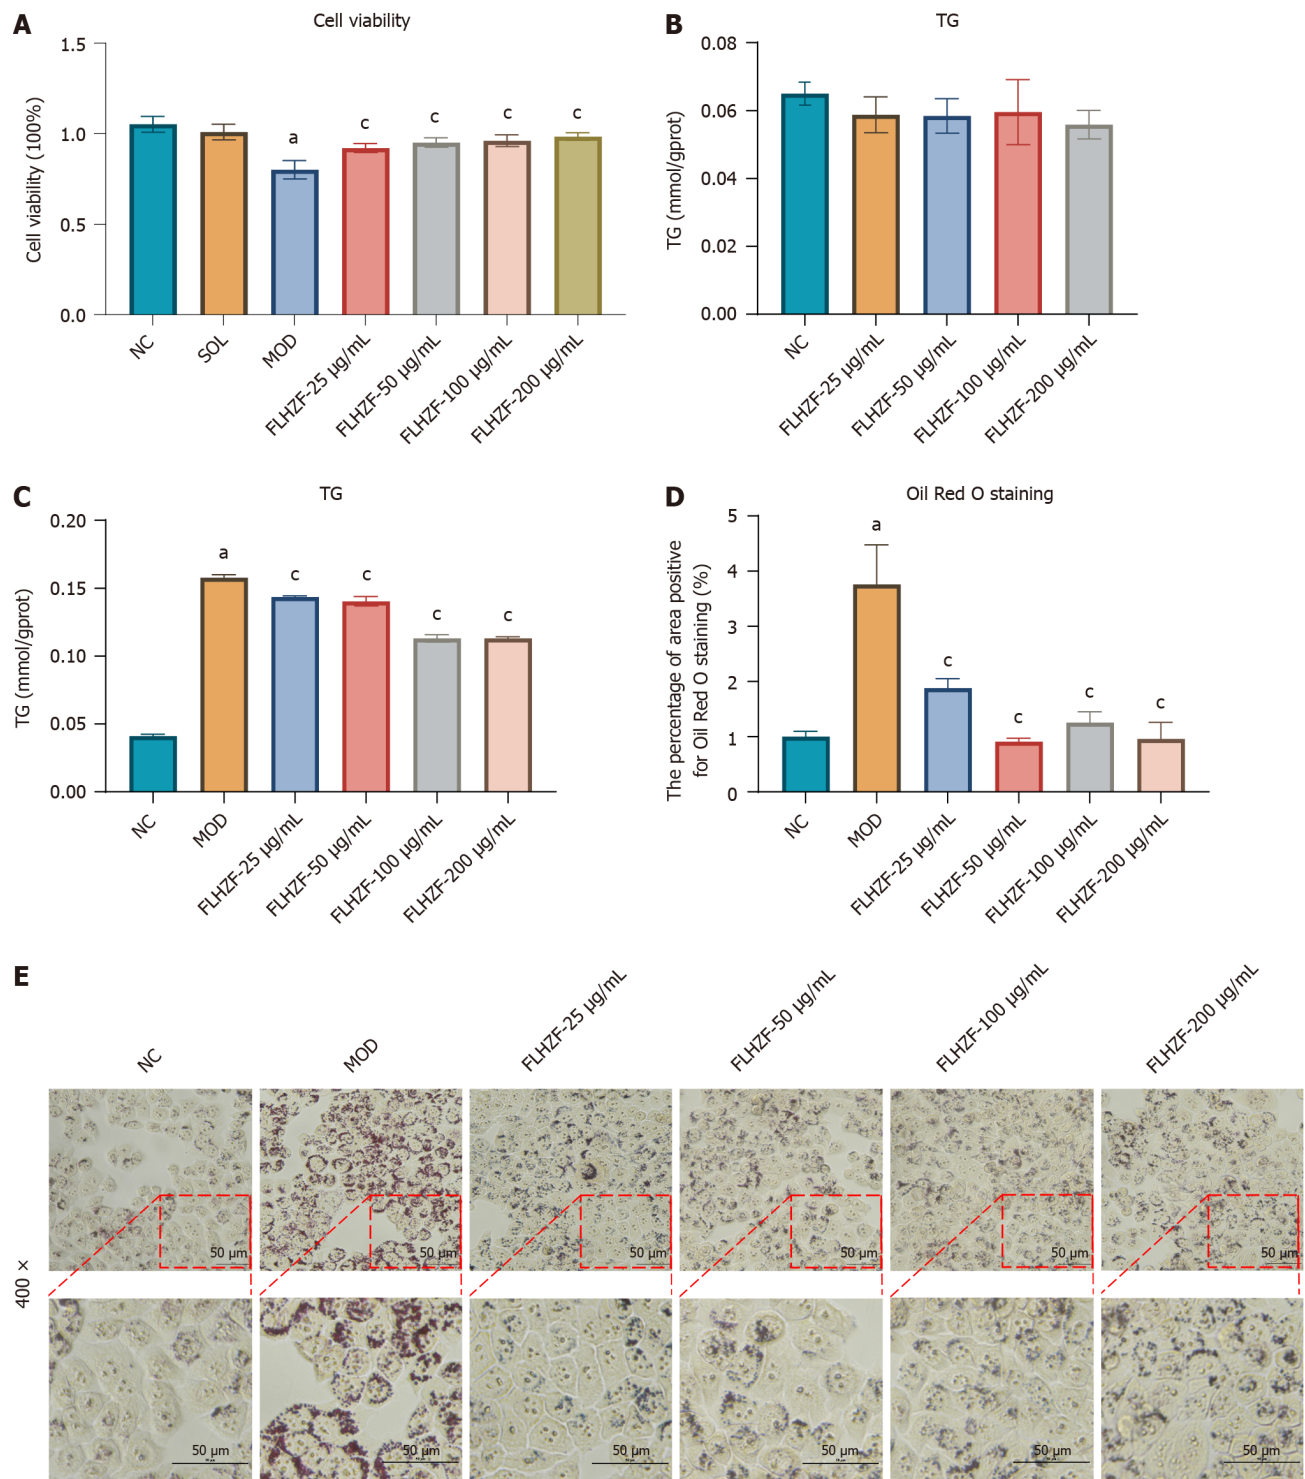 A
Cell viability
Cell viability (100%)
1.5
1.0
0.5
0.0
a
c
c
c
c
NC
SOL
MOD
FLHZF-25 µg/mL
FLHZF-50 µg/mL
FLHZF-100 µg/mL
FLHZF-200 µg/mL
B
TG
TG (mmol/gprot)
0.08
0.06
0.04
0.02
0.00
NC
FLHZF-25 µg/mL
FLHZF-50 µg/mL
FLHZF-100 µg/mL
FLHZF-200 µg/mL
C
TG
TG (mmol/gprot)
0.20
0.15
0.10
0.05
0.00
a
c
c
c
c
NC
MOD
FLHZF-25 µg/mL
FLHZF-50 µg/mL
FLHZF-100 µg/mL
FLHZF-200 µg/mL
D
Oil Red O staining
The percentage of area positive
for Oil Red O staining (%)
5
4
3
2
1
0
a
c
c
c
c
NC
MOD
FLHZF-25 µg/mL
FLHZF-50 µg/mL
FLHZF-100 µg/mL
FLHZF-200 µg/mL
E
NC
MOD
FLHZF-25 µg/mL
FLHZF-50 µg/mL
FLHZF-100 µg/mL
FLHZF-200 µg/mL
400 ×
50 µm
50 µm
50 µm
50 µm
50 µm
50 µm
50 µm
50 µm
50 µm
50 µm
50 µm
50 µm